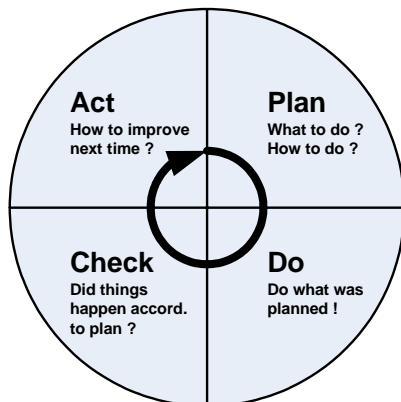 Act
How to improve
next time ?
Plan
What to do ?
How to do ?
Check
Did things
happen accord.
to plan ?
Do
Do what was
planned !